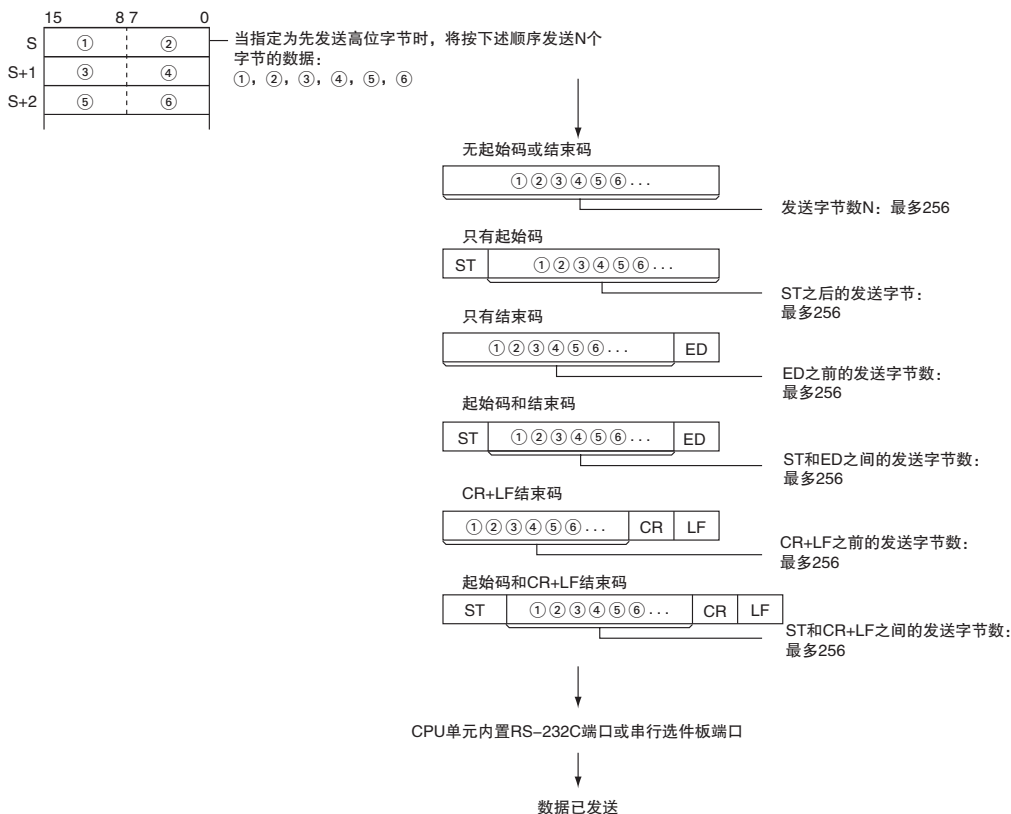 15 8 7 0
S ① ②
S+1 ③ ④
S+2 ⑤ ⑥
当指定为先发送高位字节时，将按下述顺序发送N个
字节的数据：
①，②，③，④，⑤，⑥
无起始码或结束码
①②③④⑤⑥...
发送字节数N：最多256
只有起始码
ST ①②③④⑤⑥...
ST之后的发送字节：
最多256
只有结束码
①②③④⑤⑥... ED
ED之前的发送字节数：
最多256
起始码和结束码
ST ①②③④⑤⑥... ED
ST和ED之间的发送字节数：
最多256
CR+LF结束码
①②③④⑤⑥... CR LF
CR+LF之前的发送字节数：
最多256
起始码和CR+LF结束码
ST ①②③④⑤⑥... CR LF
ST和CR+LF之间的发送字节数：
最多256
CPU单元内置RS-232C端口或串行选件板端口
数据已发送